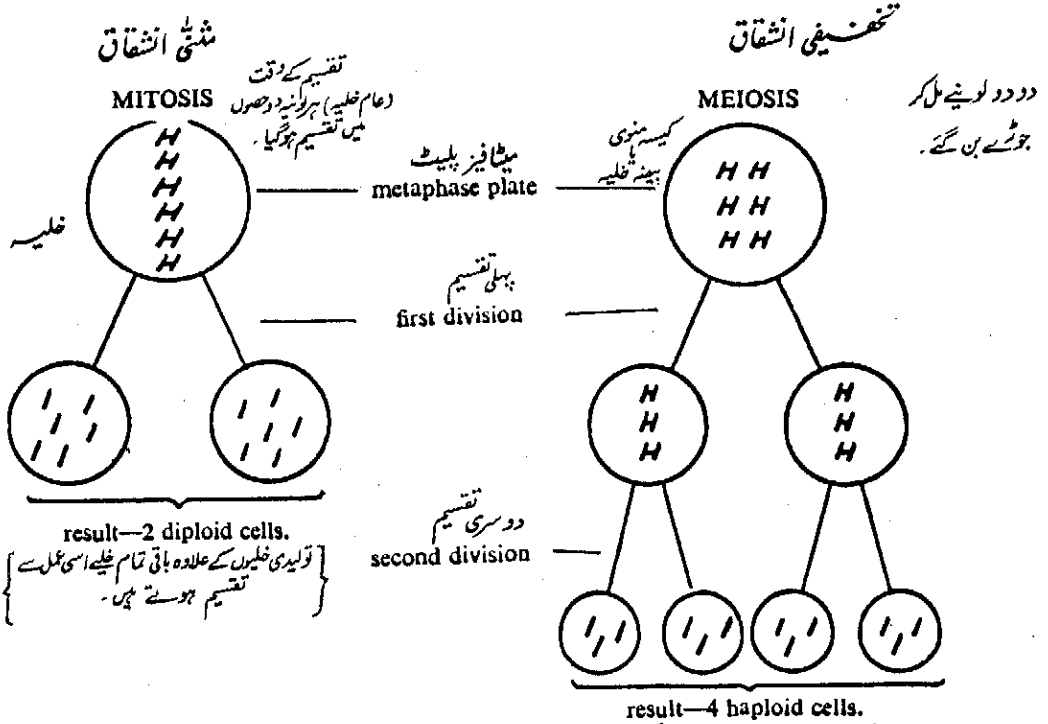 مثنّٰی انشقاق
MITOSIS
تقسیم کے وقت
(عام خلیہ) ہر لونیہ دو حصوں
میں تقسیم ہو گیا ۔
خلیہ
تخفیفی انشقاق
MEIOSIS
دو دو لونیے مل کر
جوڑے بن گئے ۔
کیسہ منوی
یا
بیضہ خلیہ
میٹافیز پلیٹ
metaphase plate
پہلی تقسیم
first division
result—2 diploid cells.
تولیدی خلیوں کے علاوہ باقی تمام خلیے اسی عمل سے
تقسیم ہوتے ہیں ۔
دوسری تقسیم
second division
result—4 haploid cells.